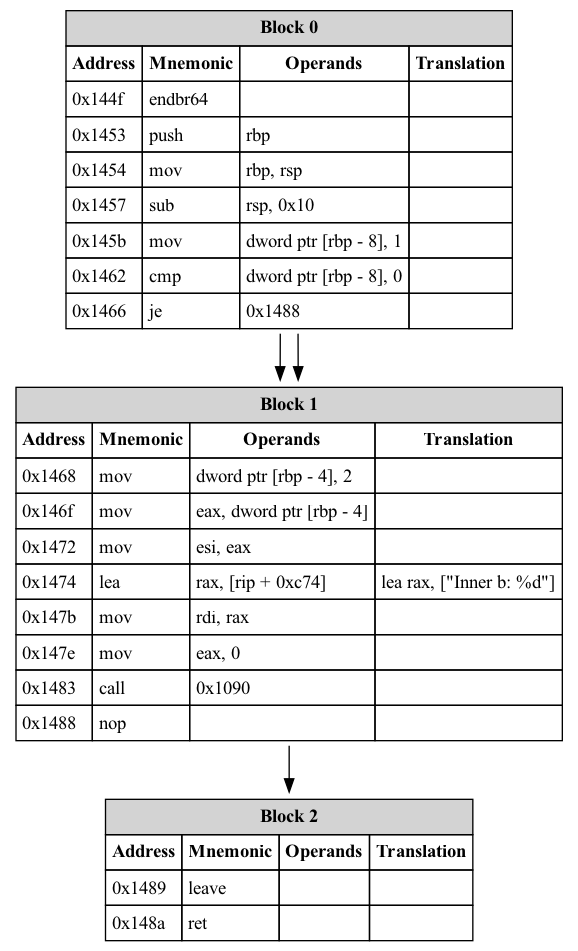 Block 0
Address Mnemonic Operands Translation
0x144f endbr64
0x1453 push rbp
0x1454 mov rbp, rsp
0x1457 sub rsp, 0x10
0x145b mov dword ptr [rbp - 8], 1
0x1462 cmp dword ptr [rbp - 8], 0
0x1466 je 0x1488
Block 1
Address Mnemonic Operands Translation
0x1468 mov dword ptr [rbp - 4], 2
0x146f mov eax, dword ptr [rbp - 4]
0x1472 mov esi, eax
0x1474 lea rax, [rip + 0xc74] lea rax, ["Inner b: %d"]
0x147b mov rdi, rax
0x147e mov eax, 0
0x1483 call 0x1090
0x1488 nop
Block 2
Address Mnemonic Operands Translation
0x1489 leave
0x148a ret